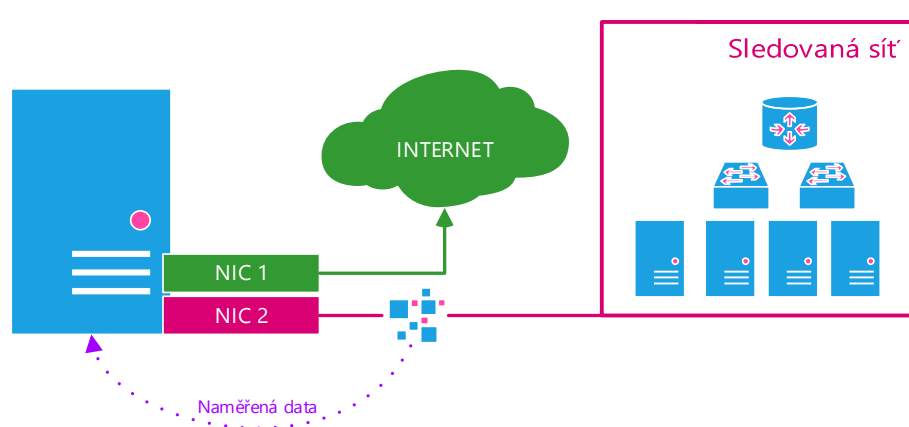 Sledovaná síť
INTERNET
NIC 1
NIC 2
Naměřená data